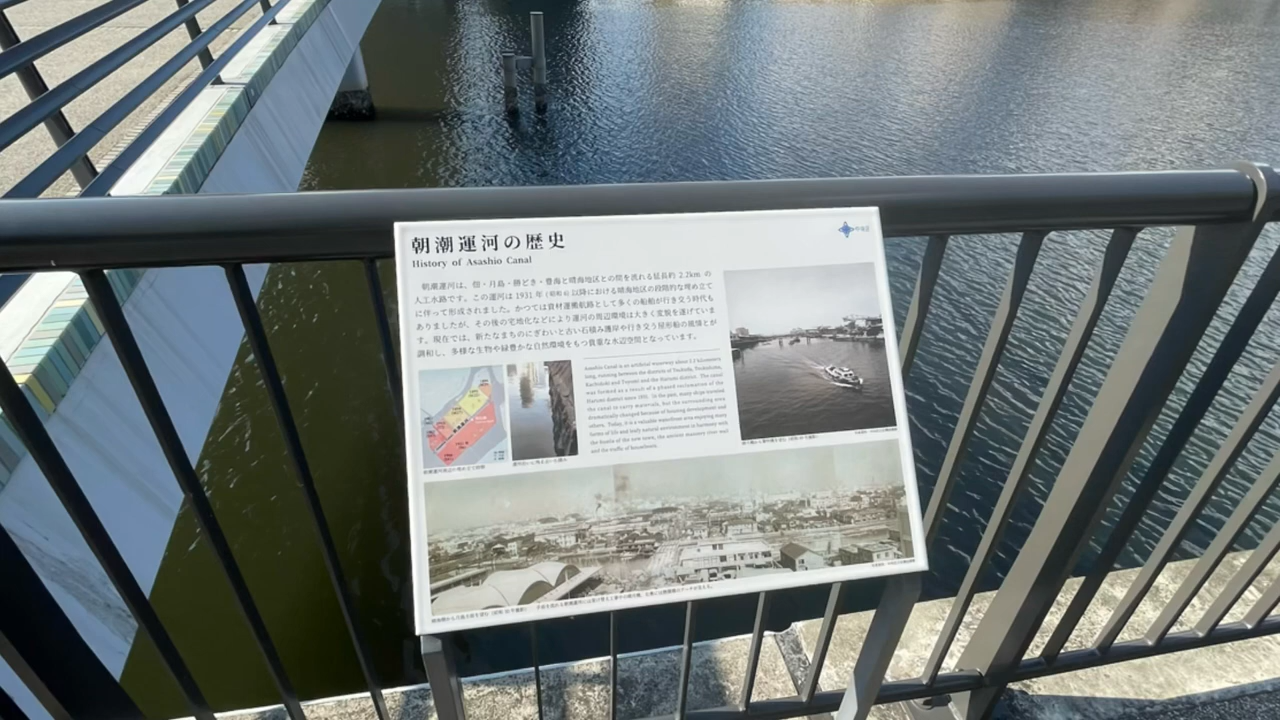 朝潮運河の歴史
History of Asashio Canal
朝潮運河は、佃・月島・勝どき・豊海と晴海地区との間を流れる延長約 2.2km の
人工水路です。この運河は 1931 年（昭和 6）以降における晴海地区の段階的な埋め立て
に伴って形成されました。かつては資材運搬航路として多くの船舶が行き交う時代も
ありましたが、その後の宅地化などにより運河の周辺環境は大きく変貌を遂げていま
す。現在では、新たなまちのにぎわいと古い石積み護岸や行き交う屋形船の風情とが
調和し、多様な生物や緑豊かな自然環境をもつ貴重な水辺空間となっています。
Asashio Canal is an artificial waterway about 2.2 kilometers
long, running between the districts of Tsukuda, Tsukishima,
Kachidoki and Toyomi and the Harumi district. The canal
was formed as a result of a phased reclamation of the
Harumi district since 1931. In the past, many ships traveled
the canal to carry materials, but the surrounding area
dramatically changed because of housing development and
others. Today, it is a valuable waterfront area enjoying many
forms of life and leafy natural environment in harmony with
the bustle of the new town, the ancient masonry river wall
and the traffic of houseboats.